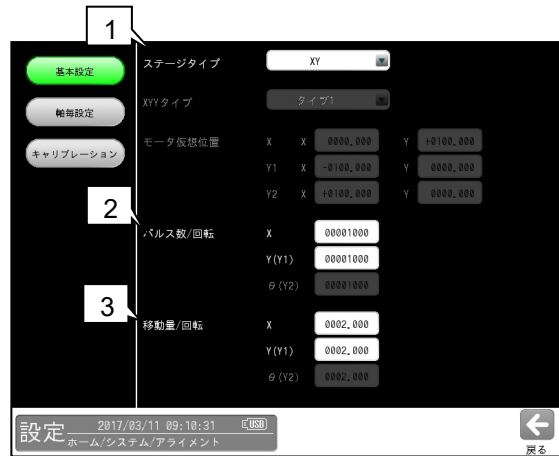 1
基本設定
ステージタイプ XY
軸毎設定
XYYタイプ タイプ1
キャリブレーション
モータ仮想位置 X X 0000.000 Y +0100.000
Y1 X -0100.000 Y 0000.000
Y2 X +0100.000 Y 0000.000
2
パルス数/回転 X 00001000
Y(Y1) 00001000
θ(Y2) 00001000
3
移動量/回転 X 0002.000
Y(Y1) 0002.000
θ(Y2) 0002.000
設定 2017/03/11 09:10:31 USB
ホーム/システム/アライメント
戻る